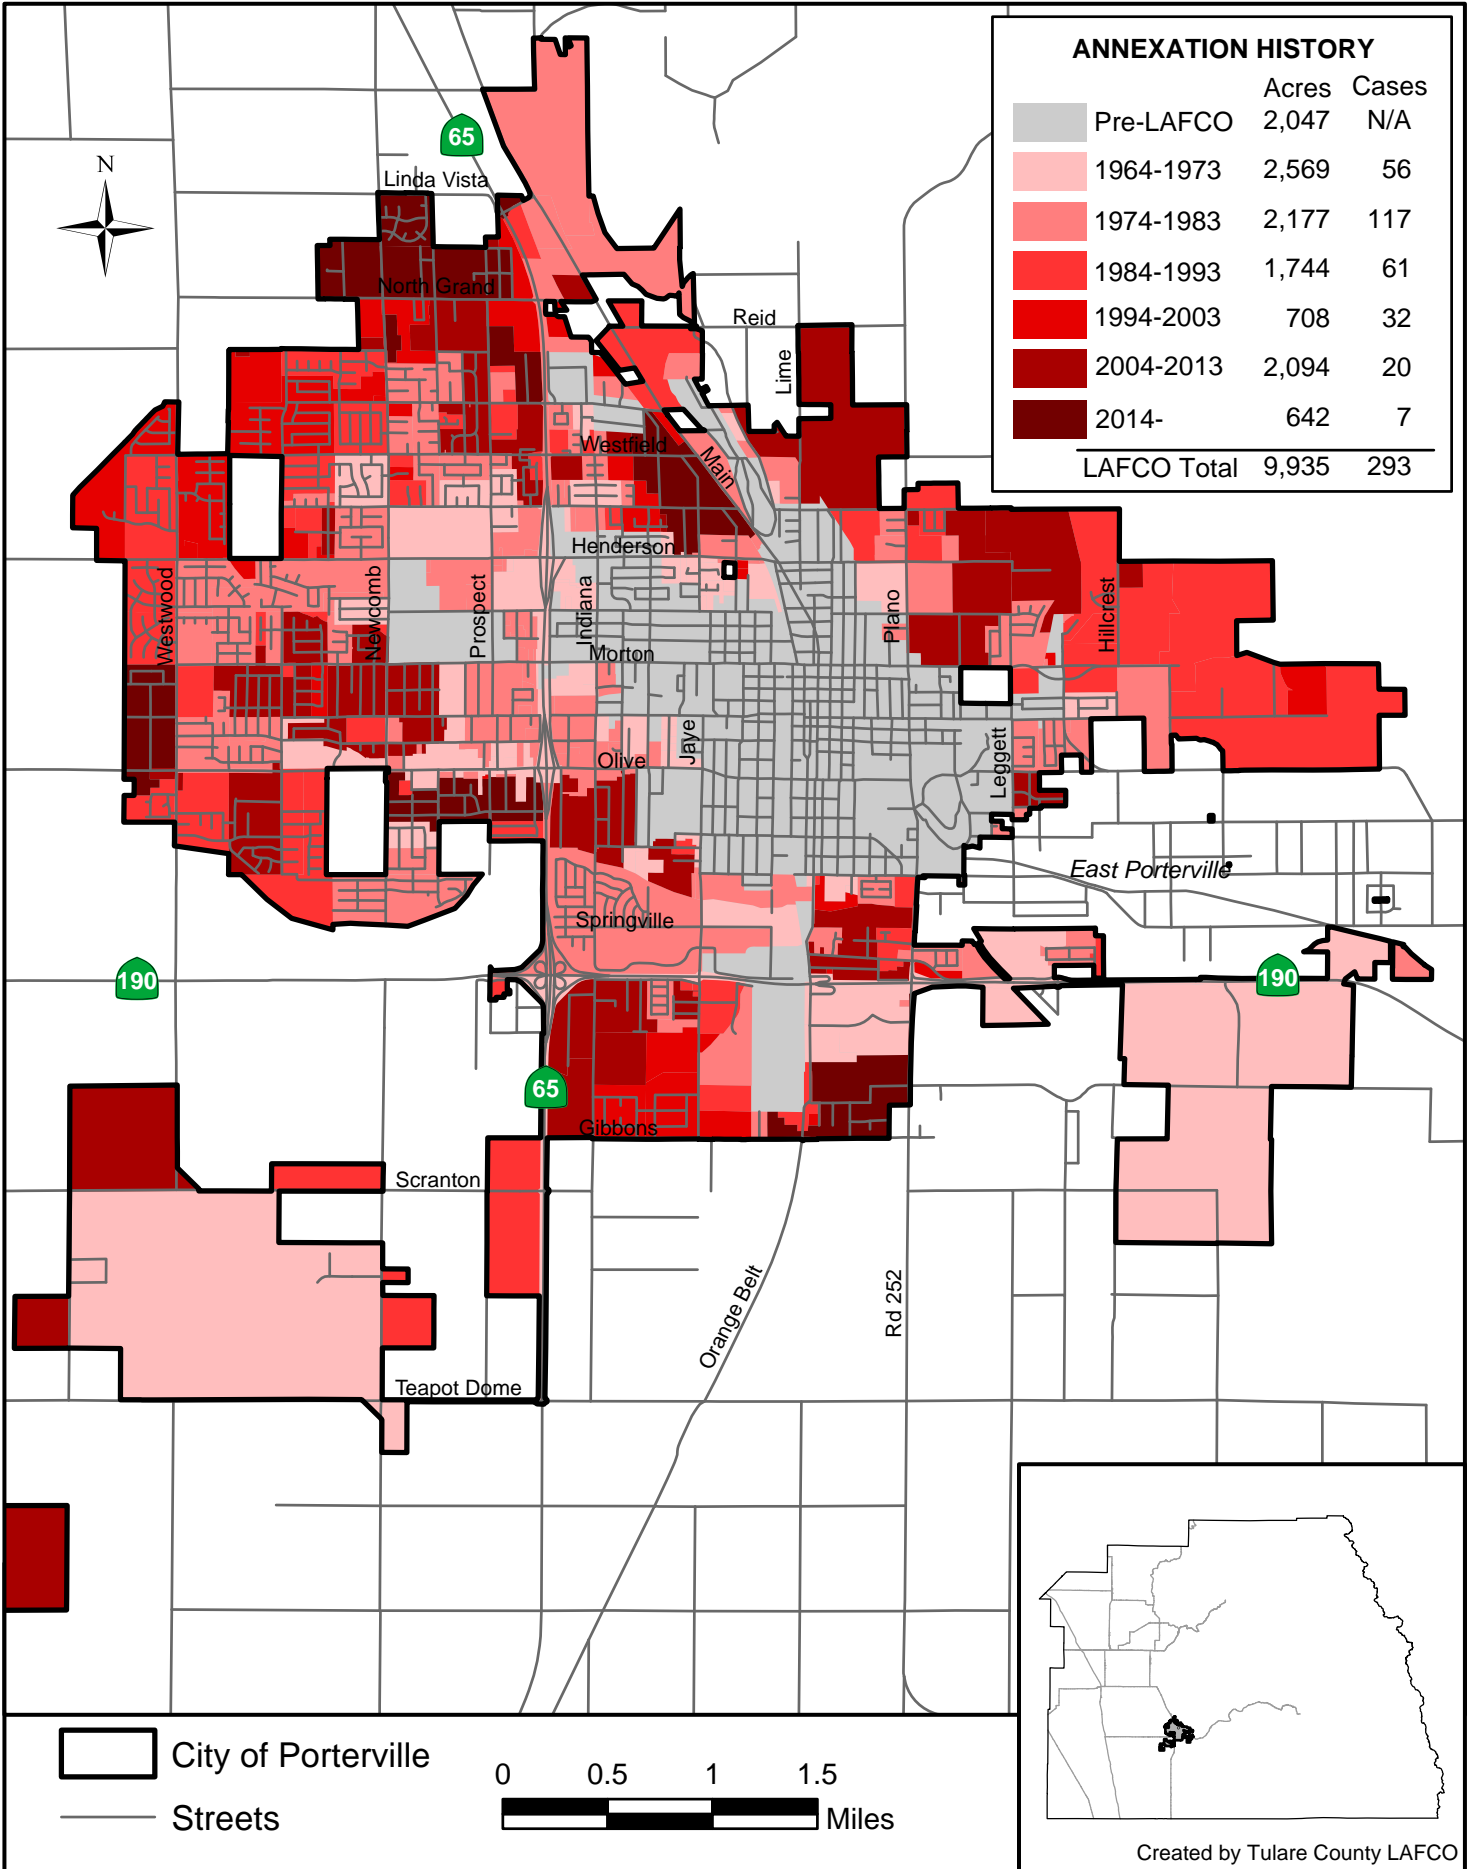 ANNEXATION HISTORY
Acres Cases
Pre-LAFCO 2,047 N/A
1964-1973 2,569 56
1974-1983 2,177 117
1984-1993 1,744 61
1994-2003 708 32
2004-2013 2,094 20
2014- 642 7
LAFCO Total 9,935 293
65
N
Linda Vista
North Grand
Reid
Lime
Westfield
Main
Henderson
Westwood
Newcomb
Prospect
Indiana
Plano
Hillcrest
Morton
Jaye
Olive
Leggett
East Porterville
Springville
190
190
65
Gibbons
Scranton
Orange Belt
Rd 252
Teapot Dome
City of Porterville
Streets
0 0.5 1 1.5
Miles
Created by Tulare County LAFCO